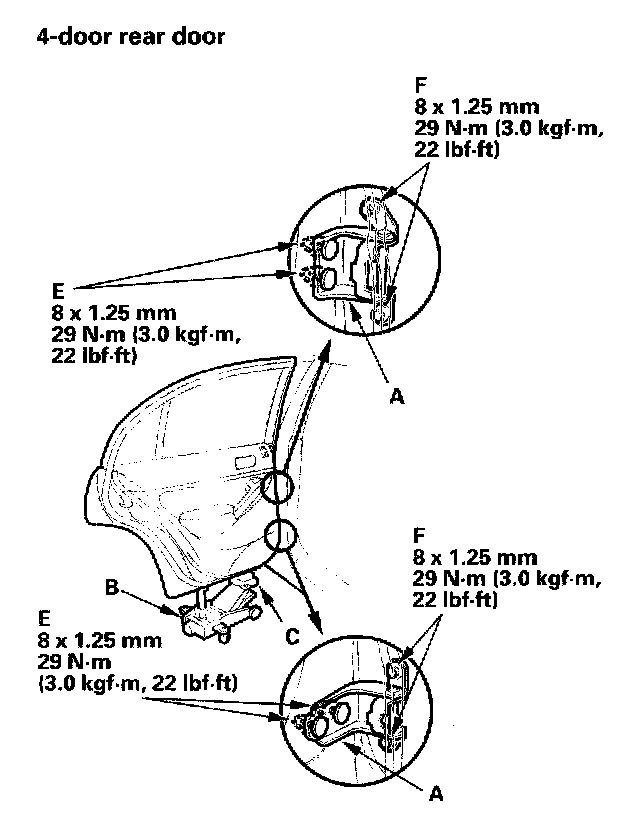 4-door rear door
F
8 x 1.25 mm
29 N·m (3.0 kgf·m,
22 lbf·ft)
E
8 x 1.25 mm
29 N·m (3.0 kgf·m,
22 lbf·ft)
A
F
8 x 1.25 mm
29 N·m (3.0 kgf·m,
22 lbf·ft)
B
E
8 x 1.25 mm
29 N·m
(3.0 kgf·m, 22 lbf·ft)
C
A